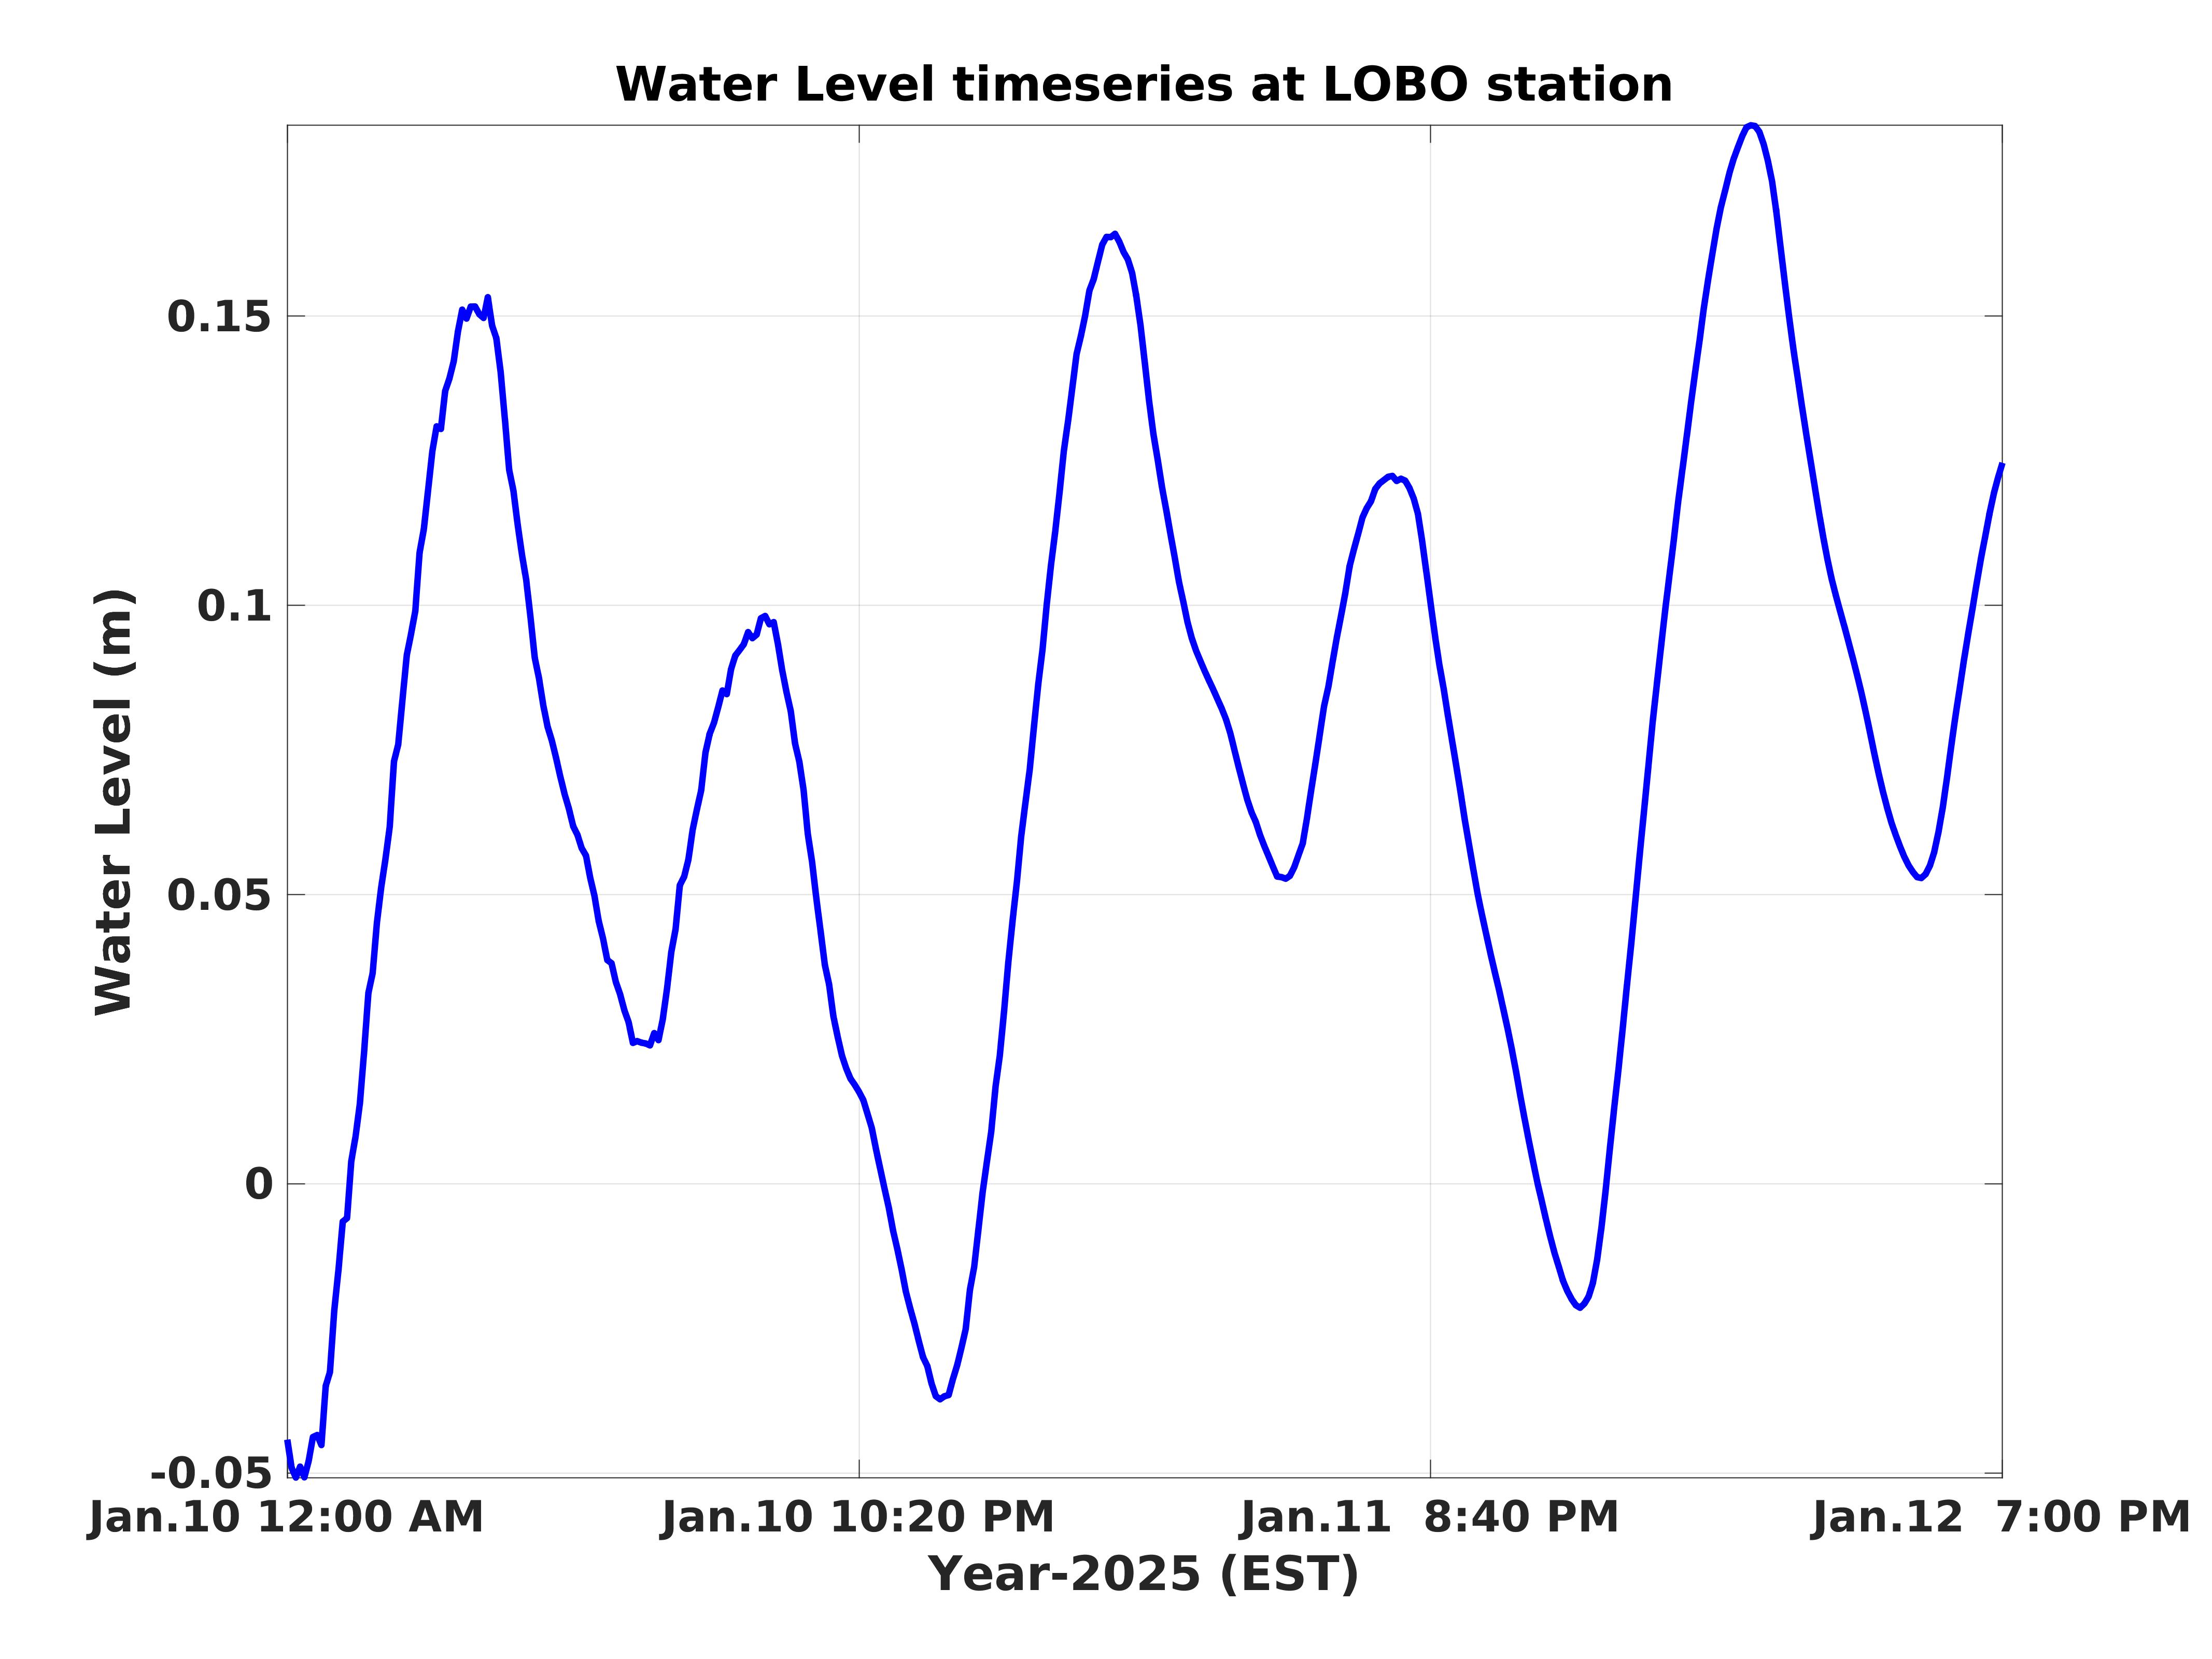 Water Level timeseries at LOBO station
Water Level (m)
0.15
0.1
0.05
0
-0.05
Jan.10 12:00 AM Jan.10 10:20 PM Jan.11 8:40 PM Jan.12 7:00 PM
Year-2025 (EST)